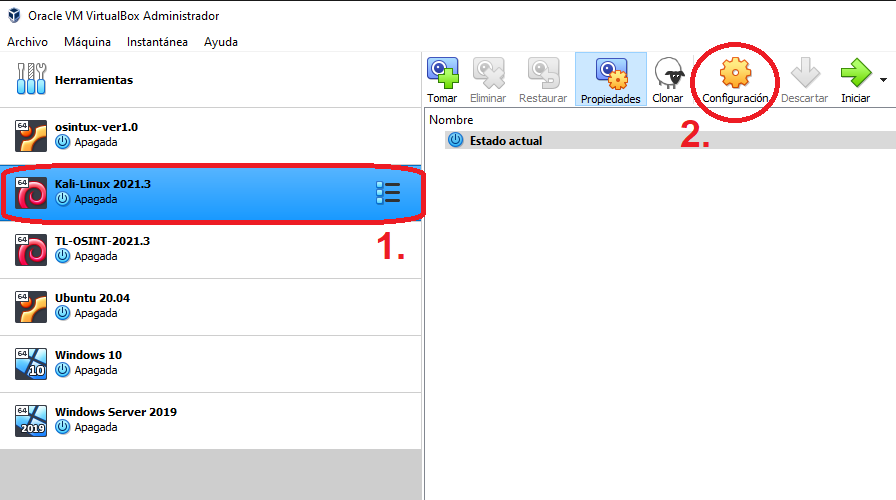 Oracle VM VirtualBox Administrador
Archivo Máquina Instantánea Ayuda
Herramientas
Tomar Eliminar Restaurar Propiedades Clonar Configuración Descartar Iniciar
2.
Nombre
Estado actual
64
osintux-ver1.0
Apagada
64
Kali-Linux 2021.3
Apagada
1.
64
TL-OSINT-2021.3
Apagada
64
Ubuntu 20.04
Apagada
64
10
Windows 10
Apagada
64
2019
Windows Server 2019
Apagada